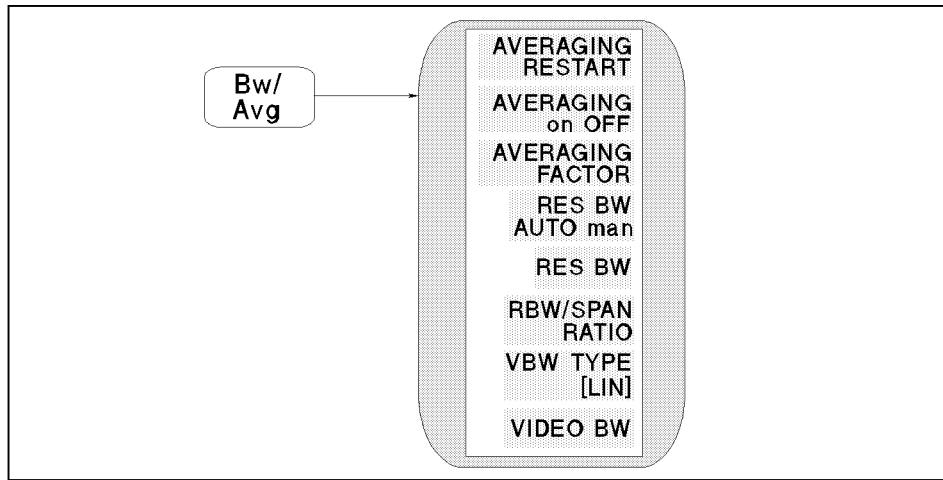 Bw/
Avg
AVERAGING
RESTART
AVERAGING
on OFF
AVERAGING
FACTOR
RES BW
AUTO man
RES BW
RBW/SPAN
RATIO
VBW TYPE
[LIN]
VIDEO BW